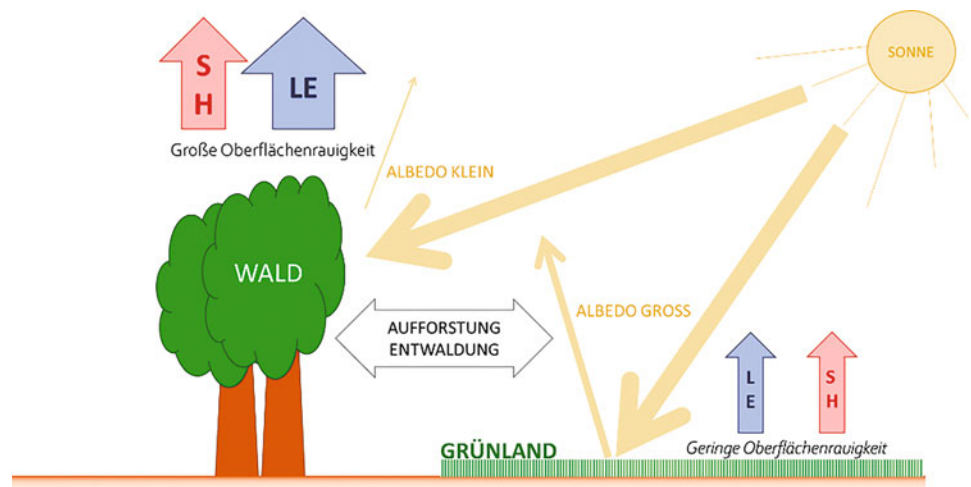 S
H
LE
Große Oberflächenrauigkeit
SONNE
ALBEDO KLEIN
WALD
AUFFORSTUNG
ENTWALDUNG
ALBEDO GROSS
L
E
S
H
GRÜNLAND
Geringe Oberflächenrauigkeit